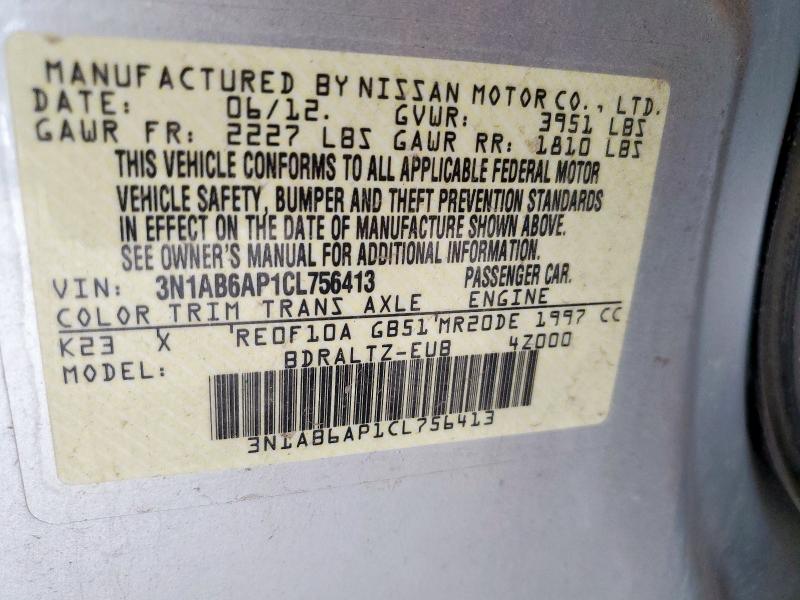 MANUFACTURED BY NISSAN MOTOR CO., LTD.
DATE: 06/12. GVWR: 3951 LBS
GAWR FR: 2227 LBS GAWR RR: 1810 LBS
THIS VEHICLE CONFORMS TO ALL APPLICABLE FEDERAL MOTOR
VEHICLE SAFETY, BUMPER AND THEFT PREVENTION STANDARDS
IN EFFECT ON THE DATE OF MANUFACTURE SHOWN ABOVE.
SEE OWNER'S MANUAL FOR ADDITIONAL INFORMATION.
VIN: 3N1AB6AP1CL756413 PASSENGER CAR.
COLOR TRIM TRANS AXLE ENGINE
K23 X 'RE0F10A GB51'MR20DE 1997 CC
MODEL: BDRALTZ-EUB 4Z000
3N1AB6AP1CL756413